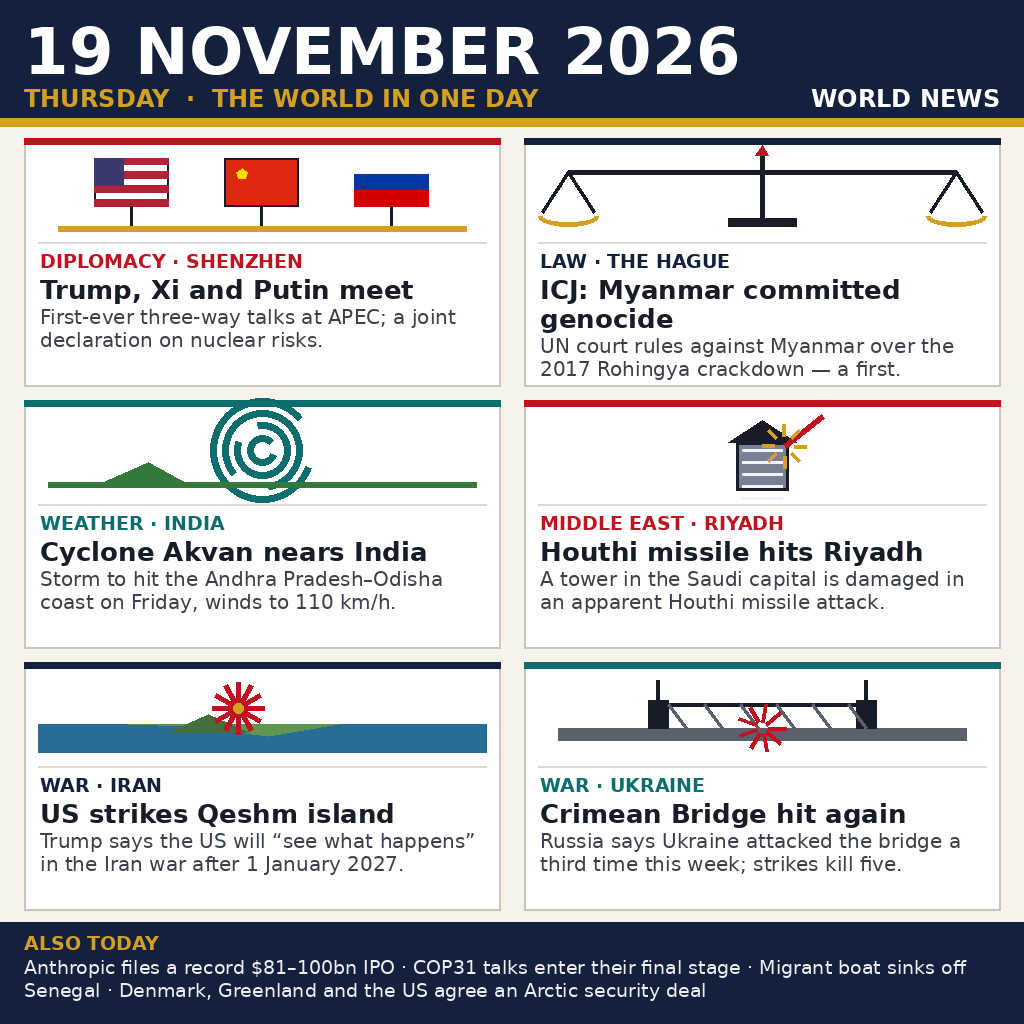 19 NOVEMBER 2026
THURSDAY · THE WORLD IN ONE DAY
WORLD NEWS
DIPLOMACY · SHENZHEN
Trump, Xi and Putin meet
First-ever three-way talks at APEC; a joint
declaration on nuclear risks.
LAW · THE HAGUE
ICJ: Myanmar committed
genocide
UN court rules against Myanmar over the
2017 Rohingya crackdown — a first.
WEATHER · INDIA
Cyclone Akvan nears India
Storm to hit the Andhra Pradesh–Odisha
coast on Friday, winds to 110 km/h.
MIDDLE EAST · RIYADH
Houthi missile hits Riyadh
A tower in the Saudi capital is damaged in
an apparent Houthi missile attack.
WAR · IRAN
US strikes Qeshm island
Trump says the US will “see what happens”
in the Iran war after 1 January 2027.
WAR · UKRAINE
Crimean Bridge hit again
Russia says Ukraine attacked the bridge a
third time this week; strikes kill five.
ALSO TODAY
Anthropic files a record $81–100bn IPO · COP31 talks enter their final stage · Migrant boat sinks off
Senegal · Denmark, Greenland and the US agree an Arctic security deal